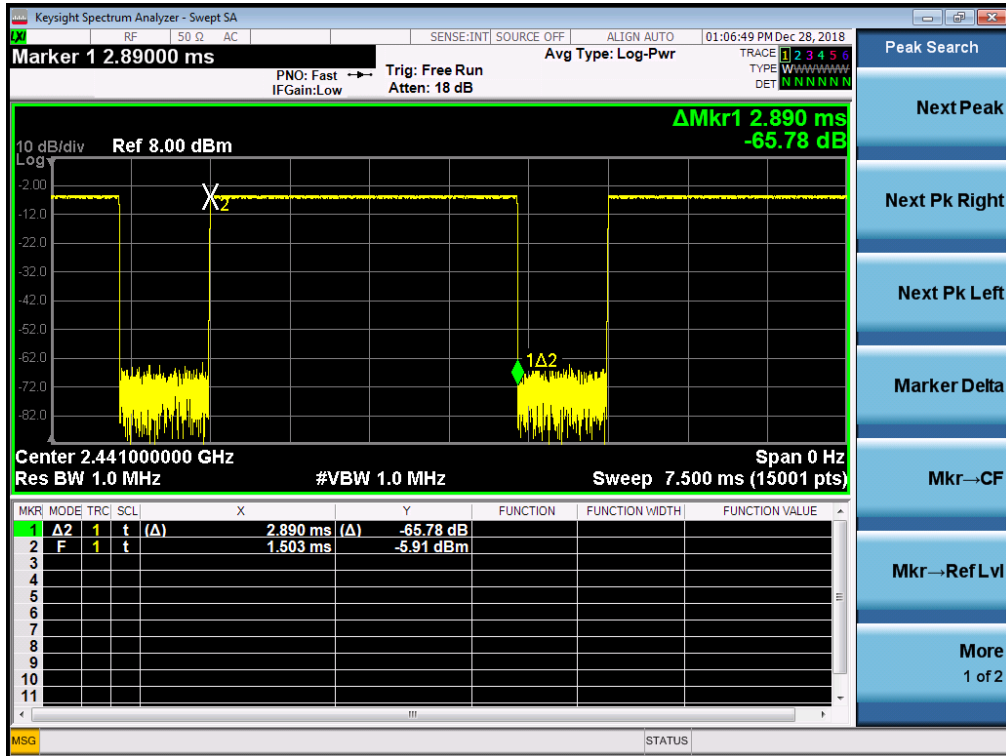 Keysight Spectrum Analyzer - Swept SA
LXI RF 50 Ω AC SENSE:INT SOURCE OFF ALIGN AUTO 01:06:49 PM Dec 28, 2018
Marker 1 2.89000 ms
PNO: Fast
IFGain:Low
Trig: Free Run
Atten: 18 dB
Avg Type: Log-Pwr
TRACE 1 2 3 4 5 6
TYPE WWWWWW
DET N N N N N N
ΔMkr1 2.890 ms
-65.78 dB
10 dB/div Ref 8.00 dBm
Log
-2.00
-12.0
-22.0
-32.0
-42.0
-52.0
-62.0
-72.0
-82.0
2
1Δ2
Center 2.441000000 GHz Span 0 Hz
Res BW 1.0 MHz #VBW 1.0 MHz Sweep 7.500 ms (15001 pts)
MKR MODE TRC SCL X Y FUNCTION FUNCTION WIDTH FUNCTION VALUE
1 Δ2 1 t (Δ) 2.890 ms (Δ) -65.78 dB
2 F 1 t 1.503 ms -5.91 dBm
3
4
5
6
7
8
9
10
11
MSG STATUS
Peak Search
Next Peak
Next Pk Right
Next Pk Left
Marker Delta
Mkr→CF
Mkr→Ref Lvl
More
1 of 2